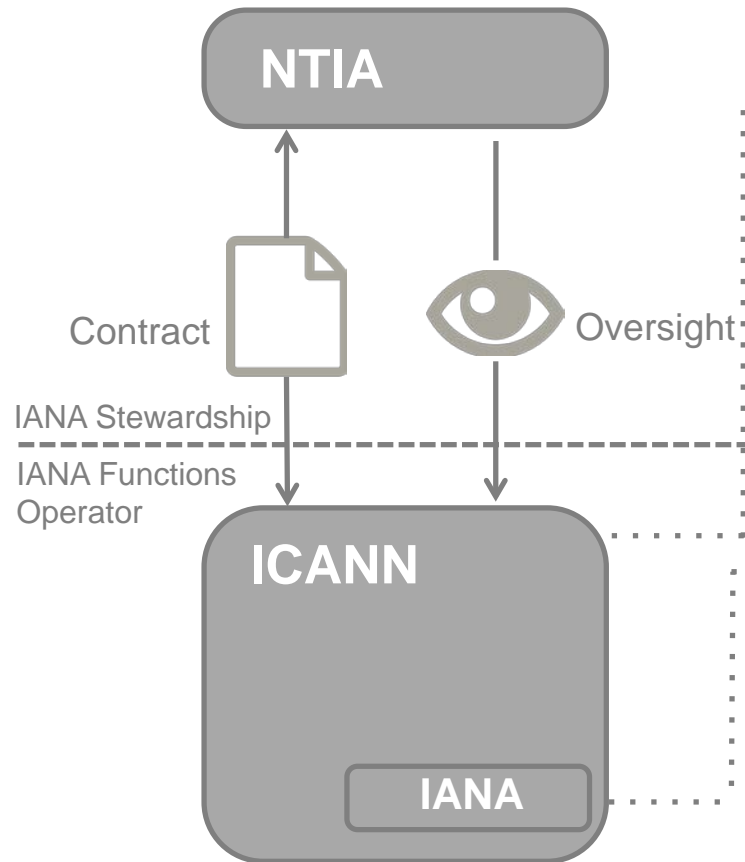 NTIA
Contract
Oversight
IANA Stewardship
IANA Functions
Operator
ICANN
IANA